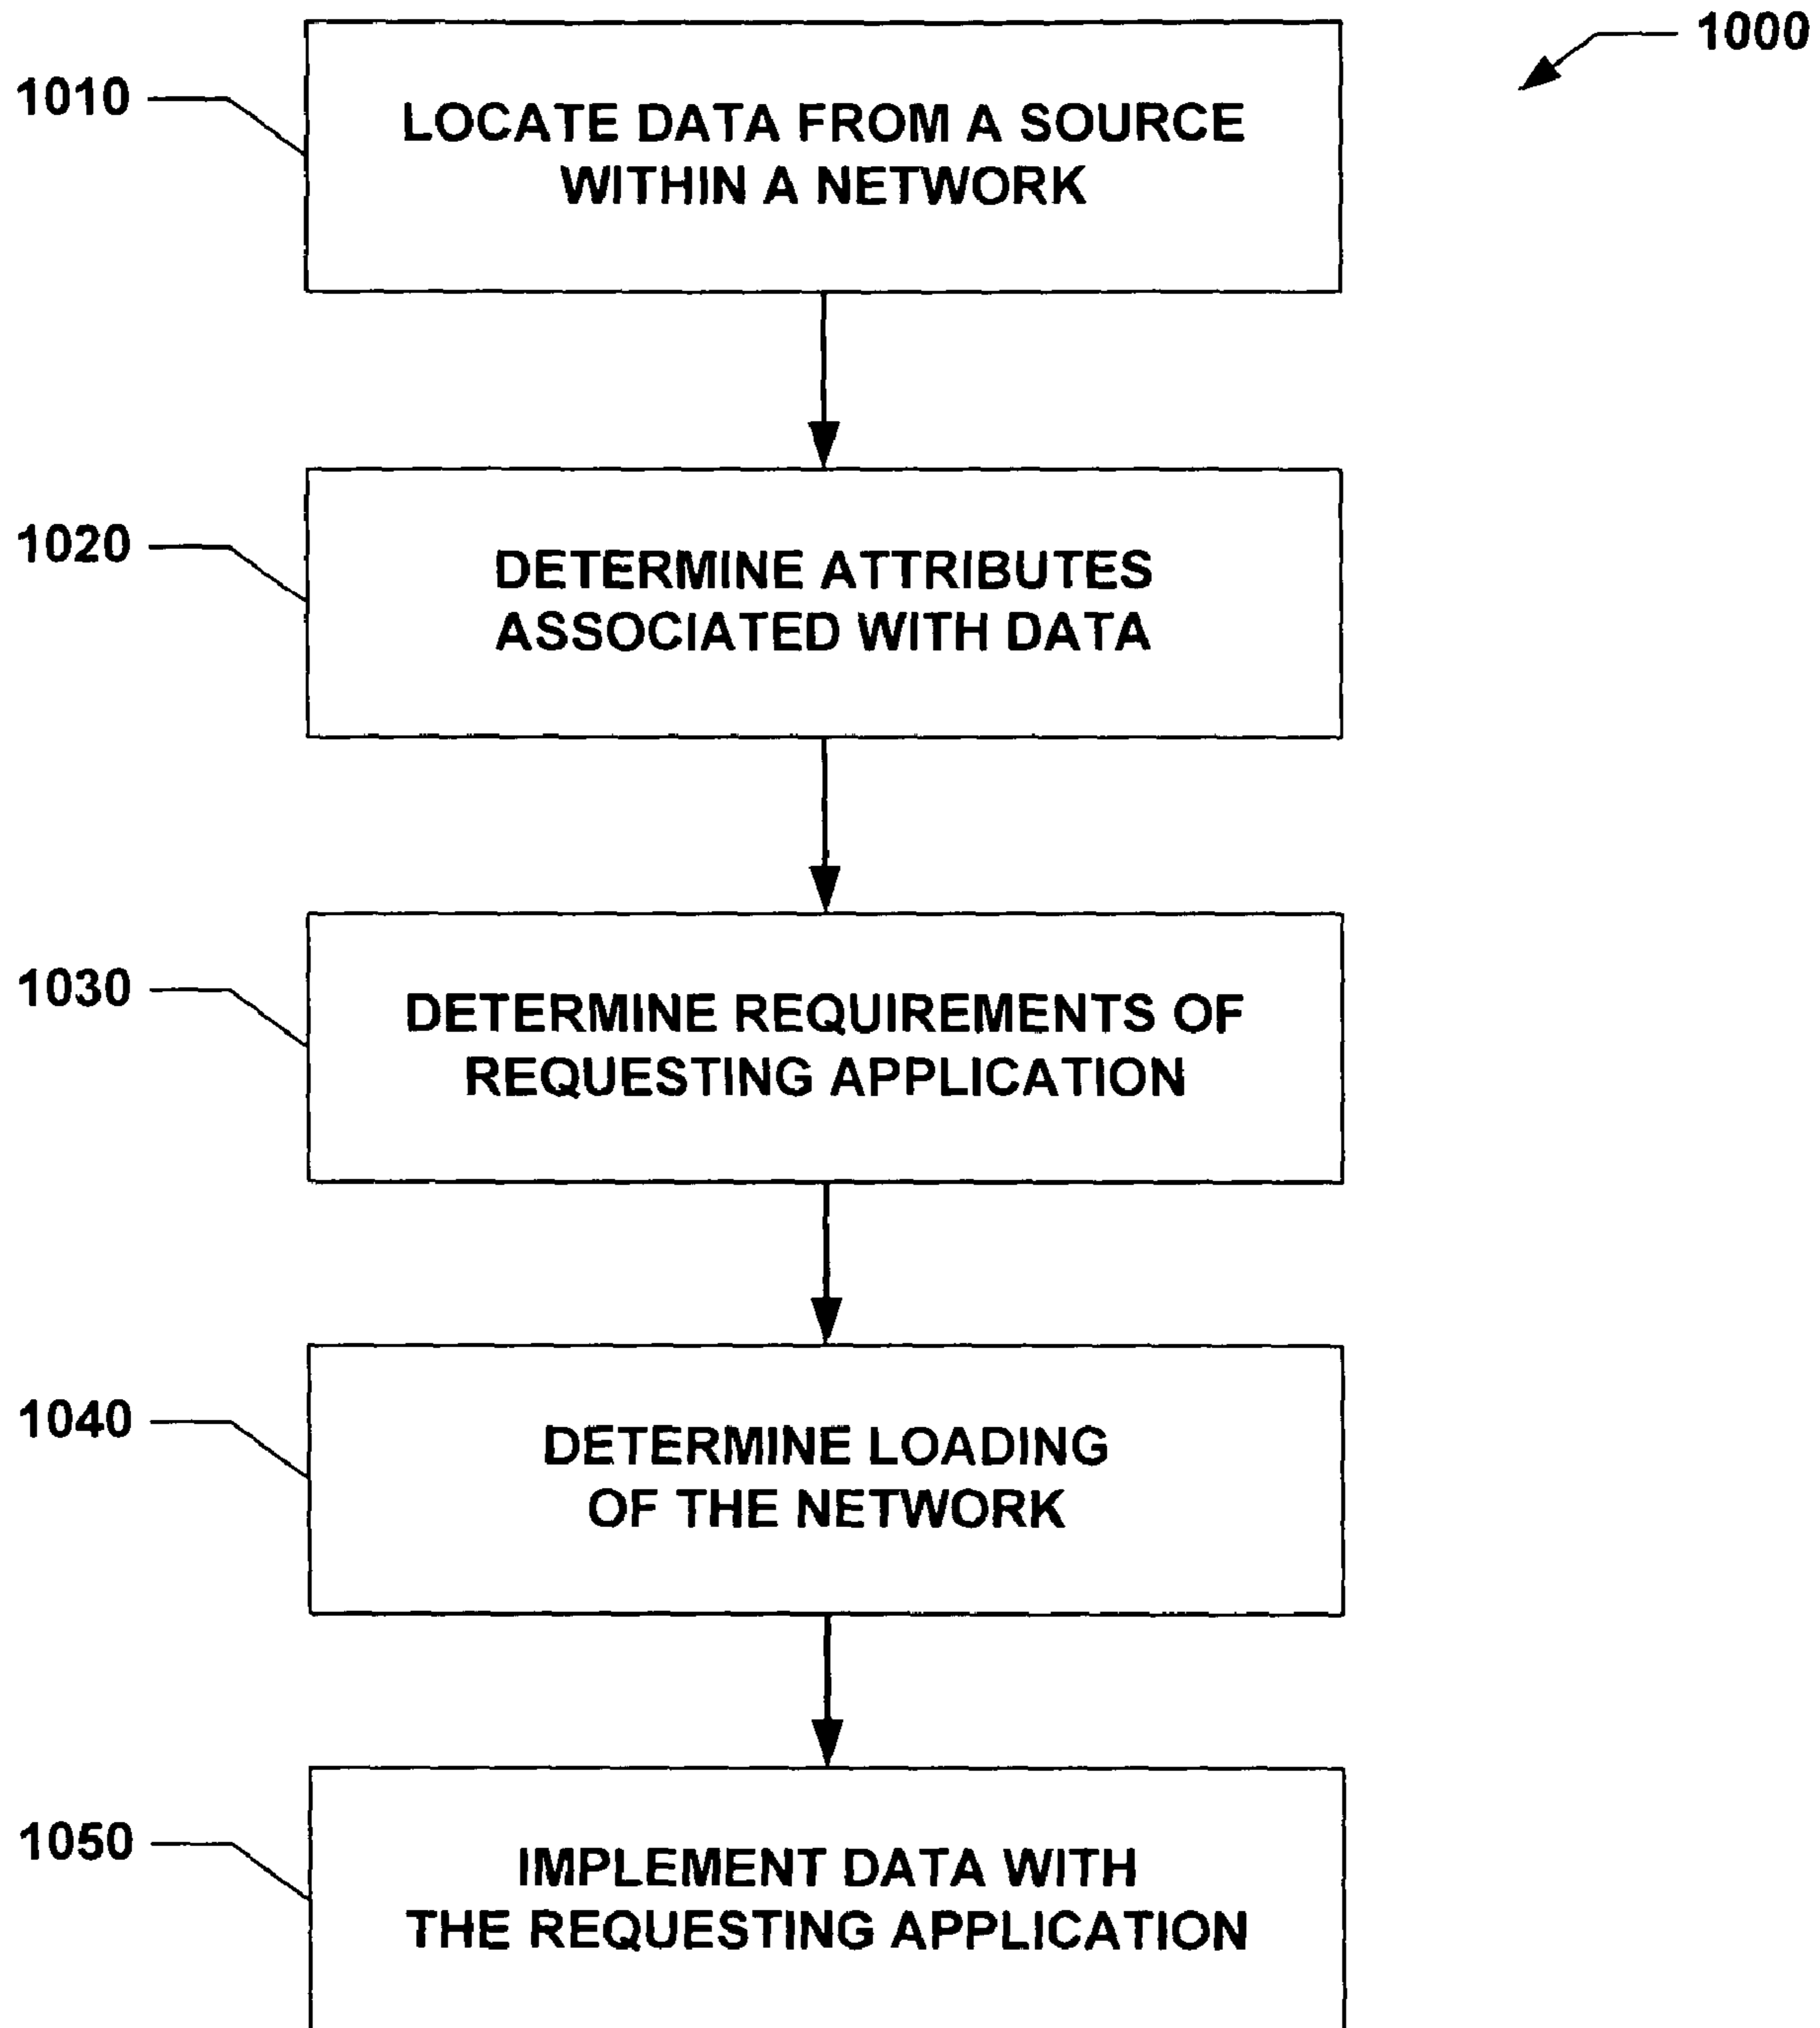 1000
1010
LOCATE DATA FROM A SOURCE
WITHIN A NETWORK
1020
DETERMINE ATTRIBUTES
ASSOCIATED WITH DATA
1030
DETERMINE REQUIREMENTS OF
REQUESTING APPLICATION
1040
DETERMINE LOADING
OF THE NETWORK
1050
IMPLEMENT DATA WITH
THE REQUESTING APPLICATION